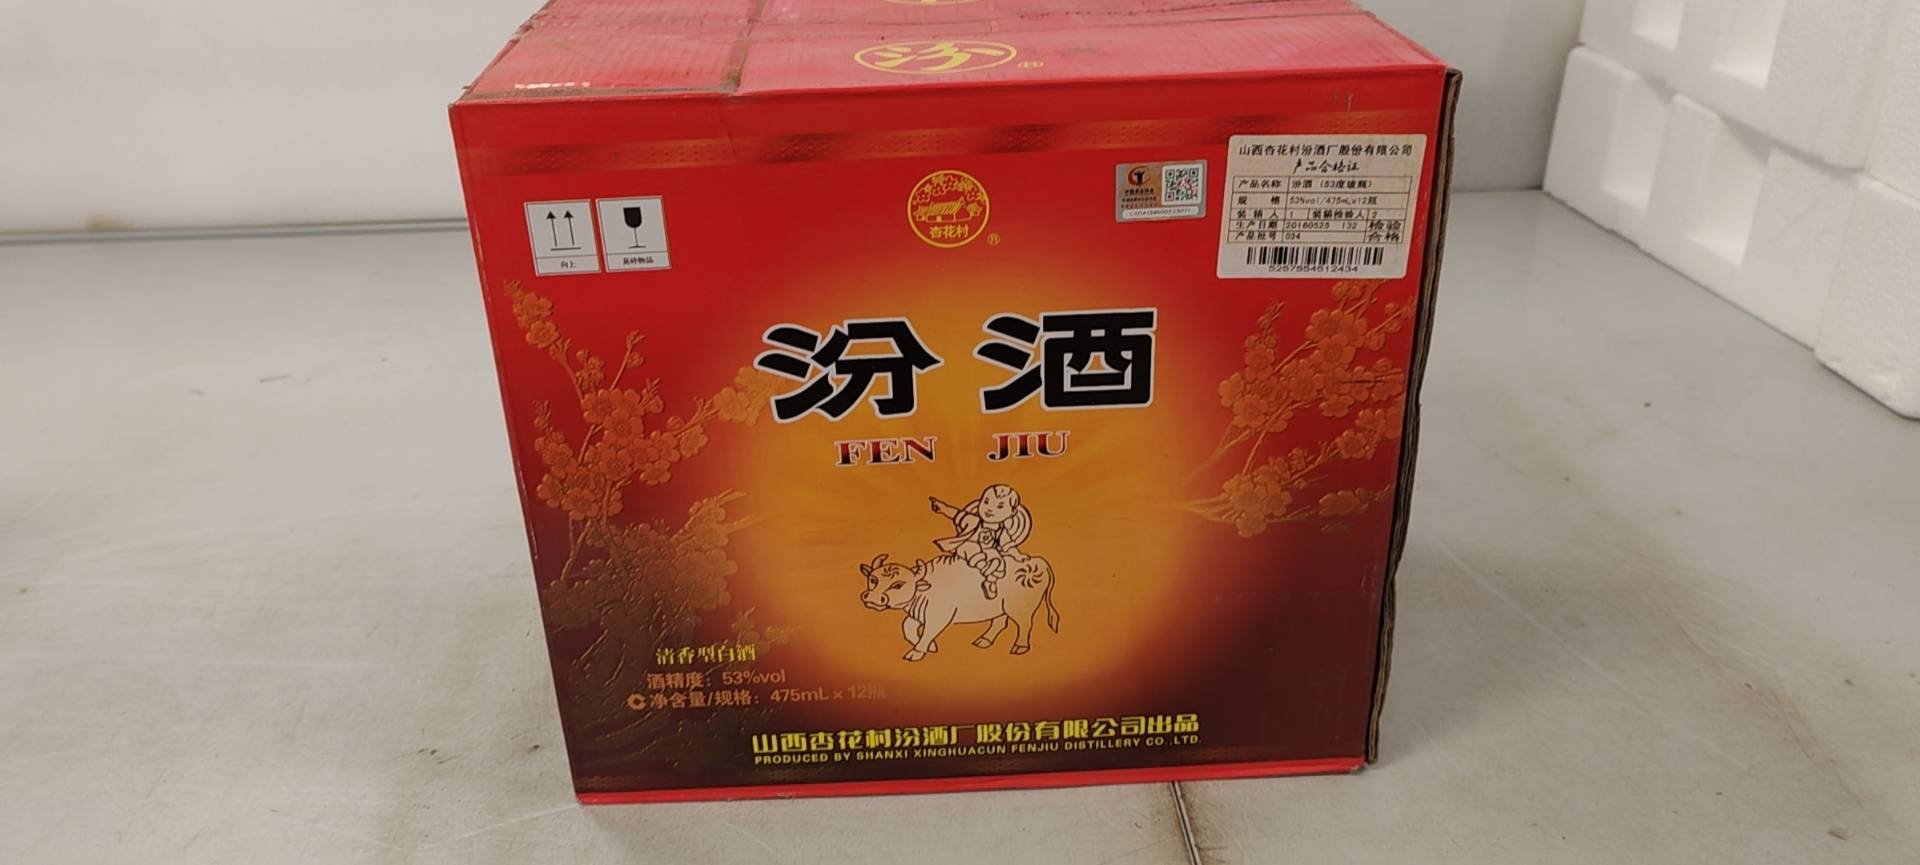 汾
®
向上
易碎物品
杏花村
®
山西杏花村汾酒厂股份有限公司
产品合格证
产品名称 汾酒（53度玻瓶）
规 格 53%vol/475mL×12瓶
装箱人 1 装箱检验人 2
生产日期 20160525 132 检验
产品批号 034 合格
5257554512434
汾酒
FEN JIU
清香型白酒
酒精度：53%vol
净含量/规格：475mL×12瓶
山西杏花村汾酒厂股份有限公司出品
PRODUCED BY SHANXI XINGHUACUN FENJIU DISTILLERY CO.,LTD.